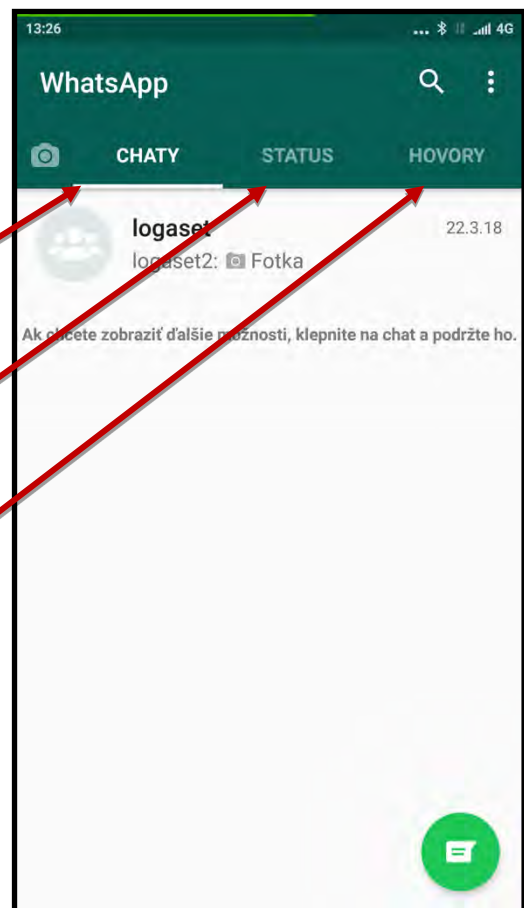 13:26 ... 4G
WhatsApp
CHATY STATUS HOVORY
logaset 22.3.18
logaset2: Fotka
Ak chcete zobraziť ďalšie možnosti, klepnite na chat a podržte ho.